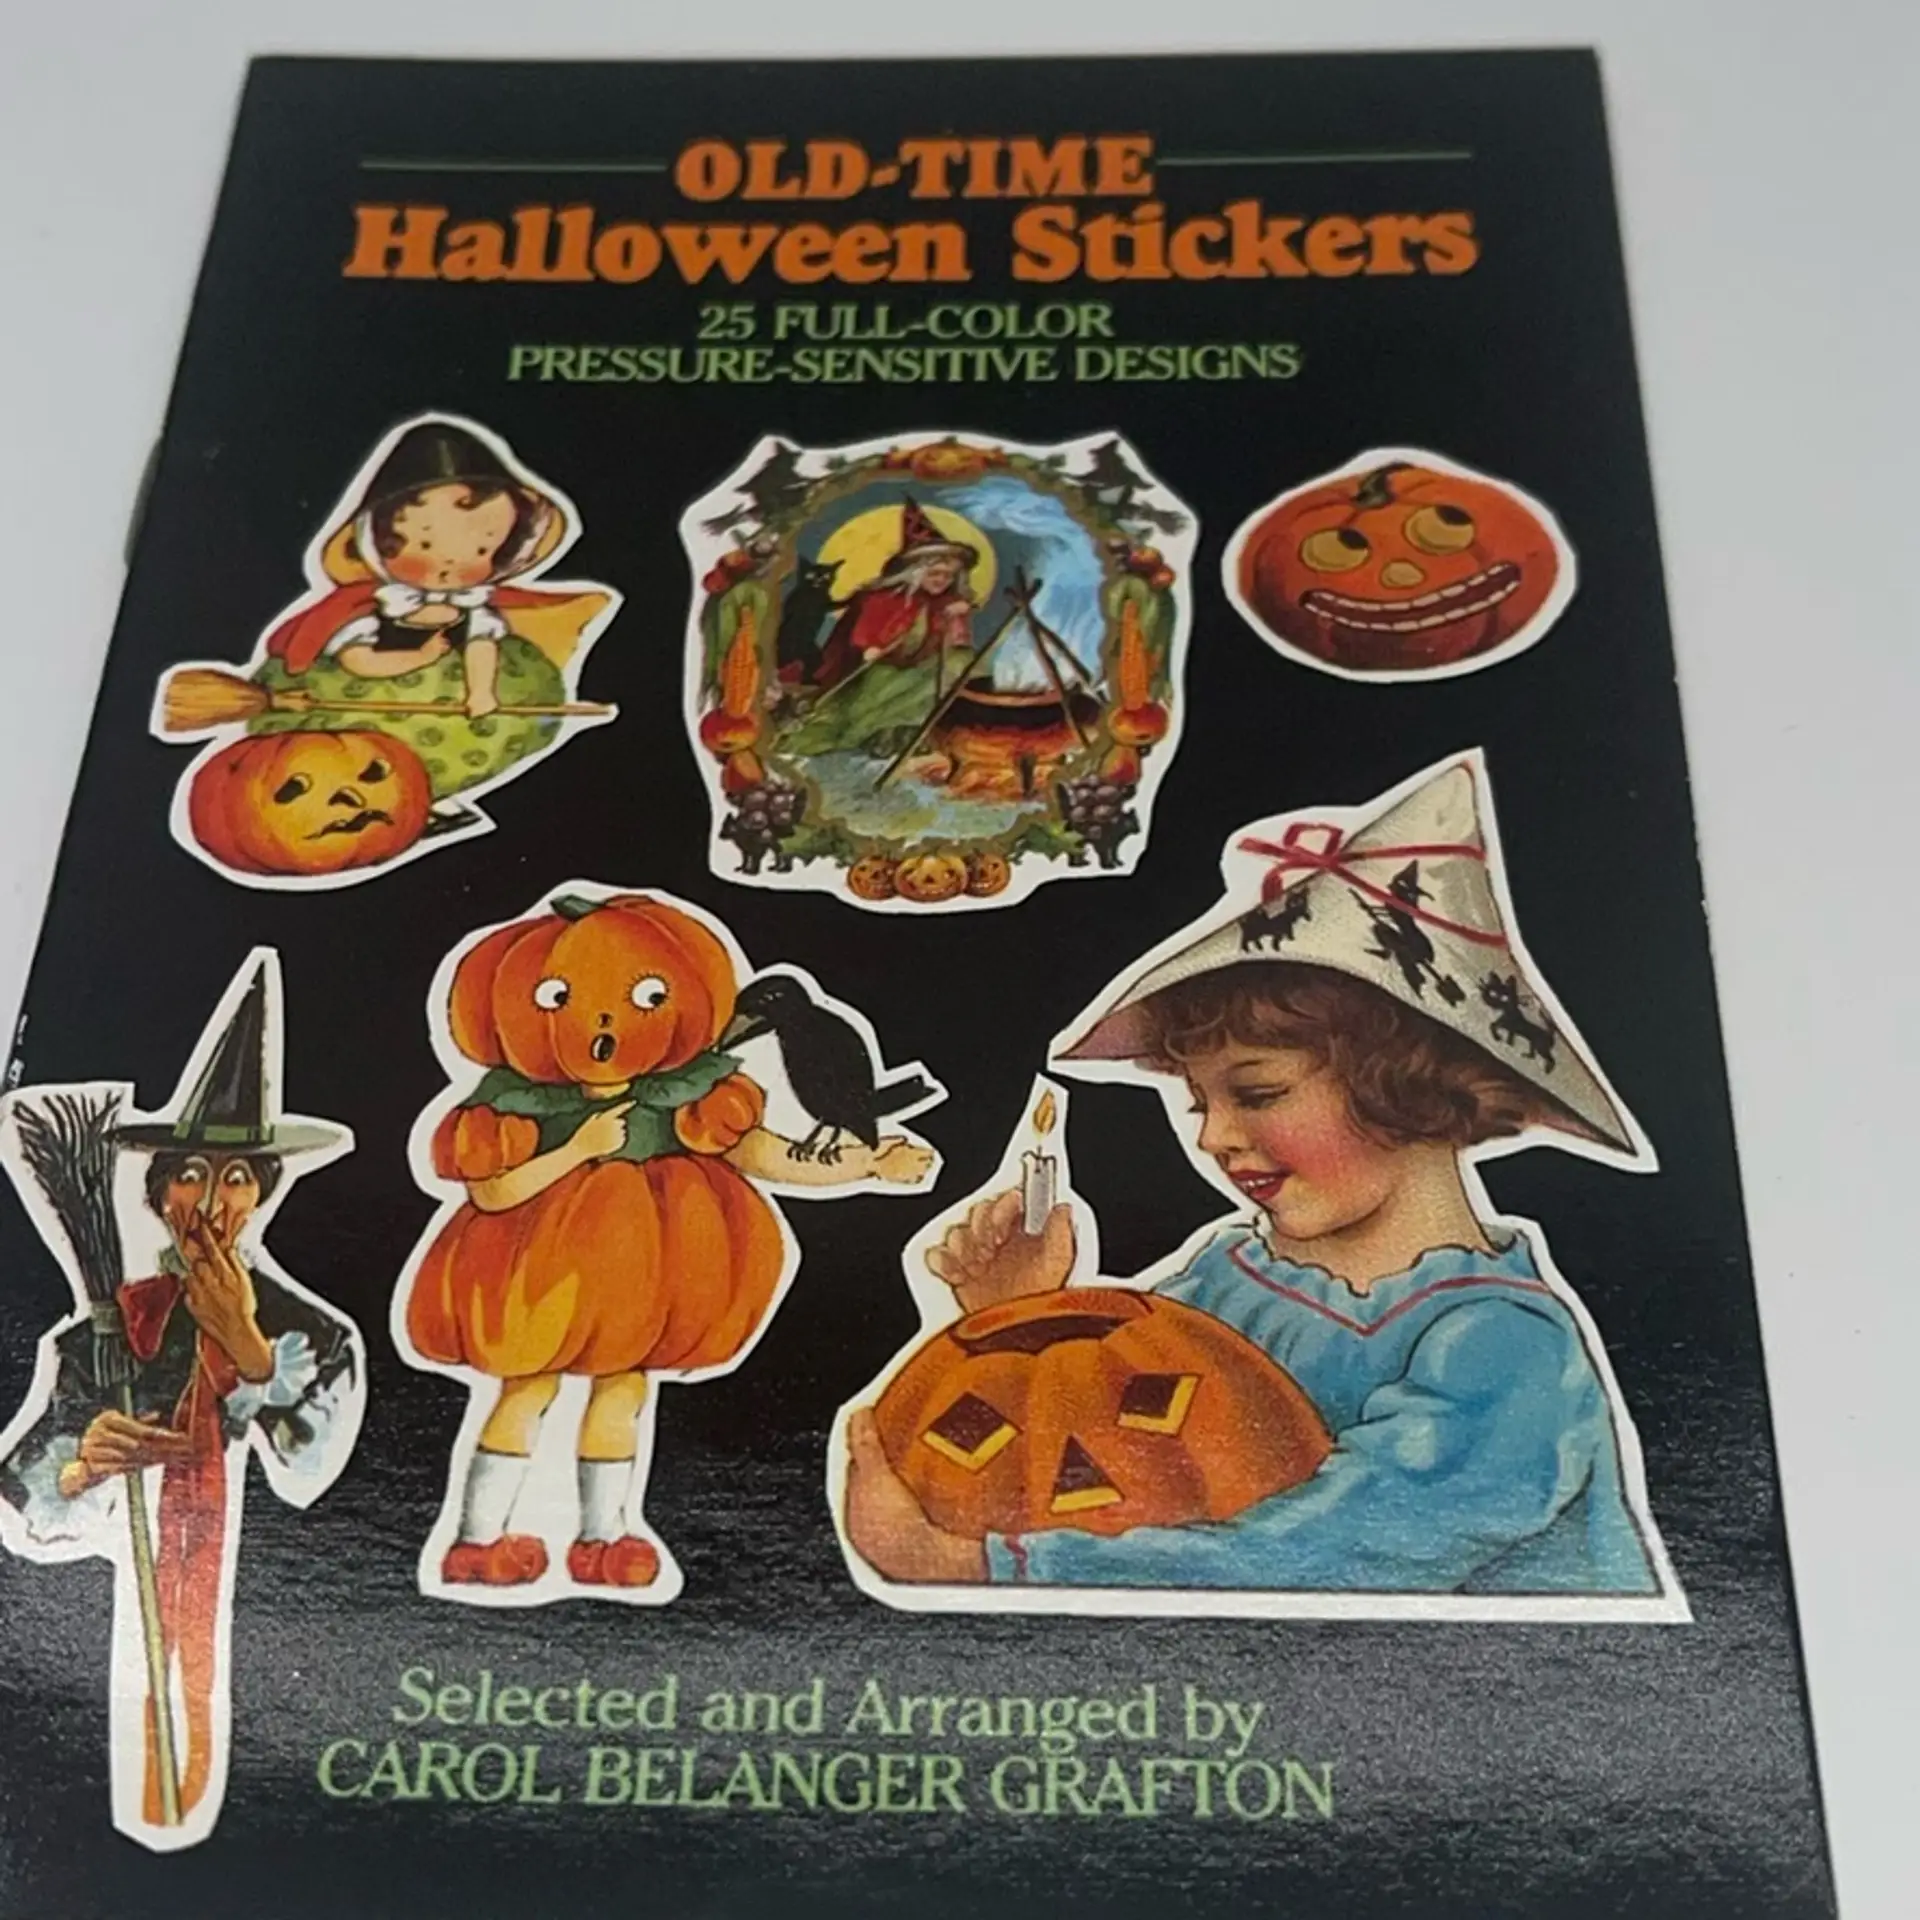 OLD-TIME
Halloween Stickers
25 FULL-COLOR
PRESSURE-SENSITIVE DESIGNS
Selected and Arranged by
CAROL BELANGER GRAFTON